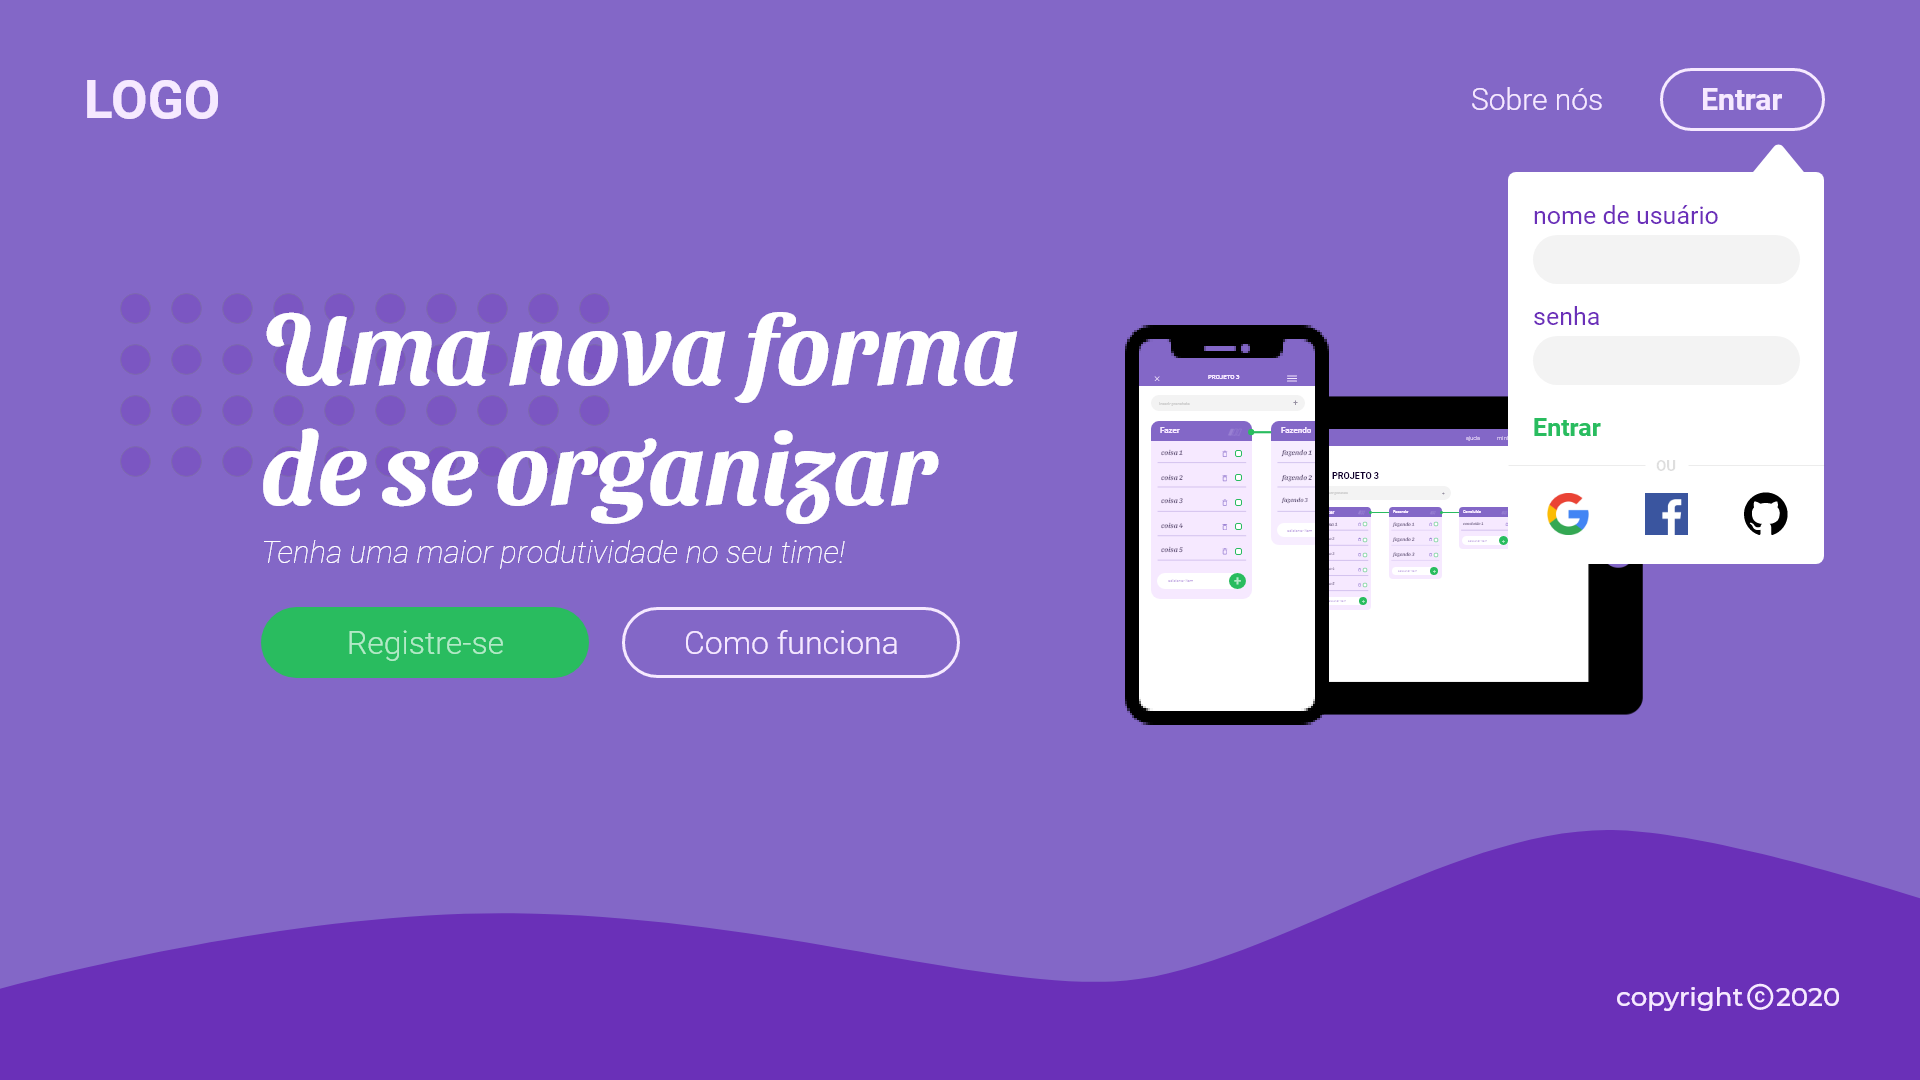 LOGO
Sobre nós
Entrar
nome de usuário
senha
Entrar
OU
Uma nova forma
de se organizar
Tenha uma maior produtividade no seu time!
Registre-se
Como funciona
PROJETO 3
Fazer
coisa 1
coisa 2
coisa 3
coisa 4
coisa 5
Fazendo
fazendo 1
fazendo 2
fazendo 3
ajuda
PROJETO 3
Fazendo
fazendo 1
fazendo 2
fazendo 3
copyright © 2020